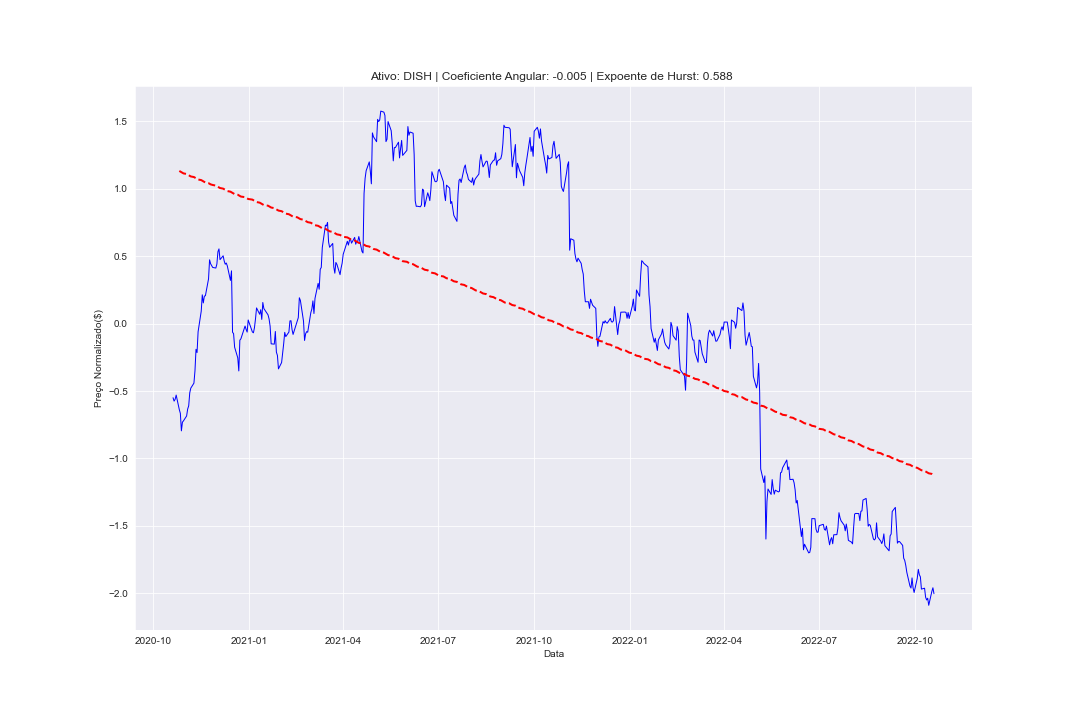 Ativo: DISH | Coeficiente Angular: -0.005 | Expoente de Hurst: 0.588
1.5
1.0
0.5
0.0
−0.5
−1.0
−1.5
−2.0
Preço Normalizado($)
2020-10 2021-01 2021-04 2021-07 2021-10 2022-01 2022-04 2022-07 2022-10
Data